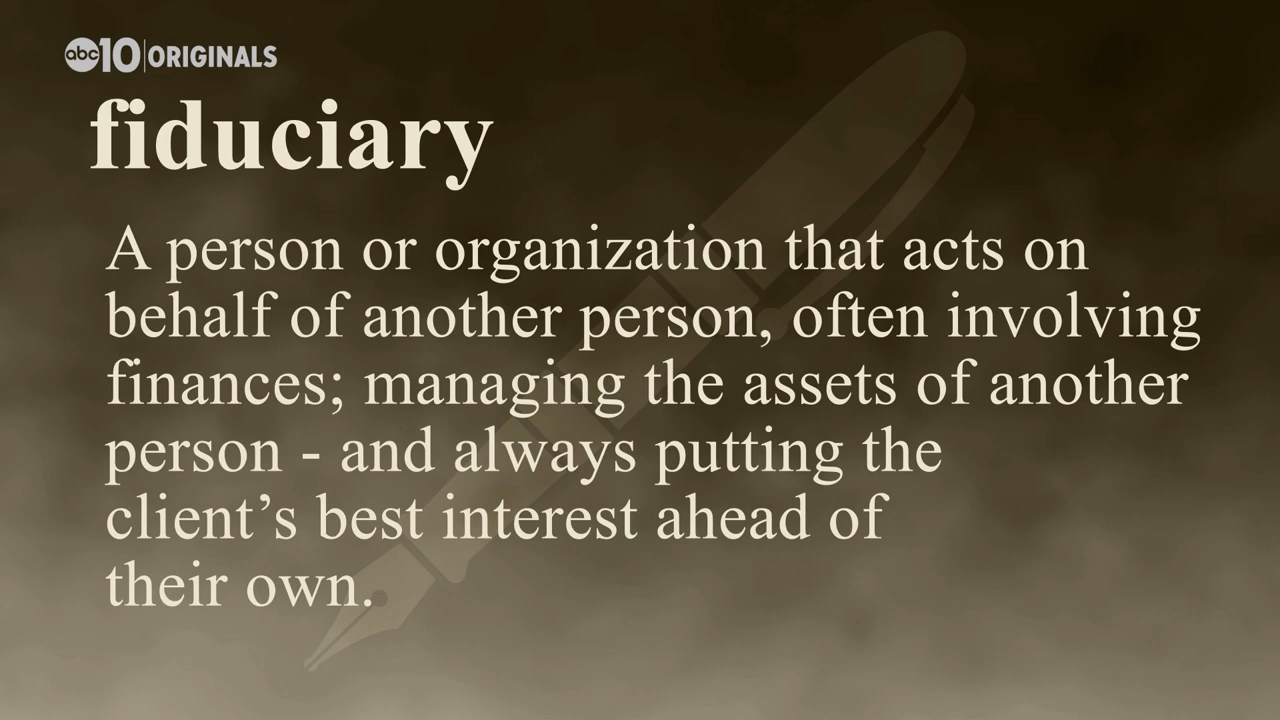 abc10 | ORIGINALS
fiduciary
A person or organization that acts on
behalf of another person, often involving
finances; managing the assets of another
person - and always putting the
client’s best interest ahead of
their own.